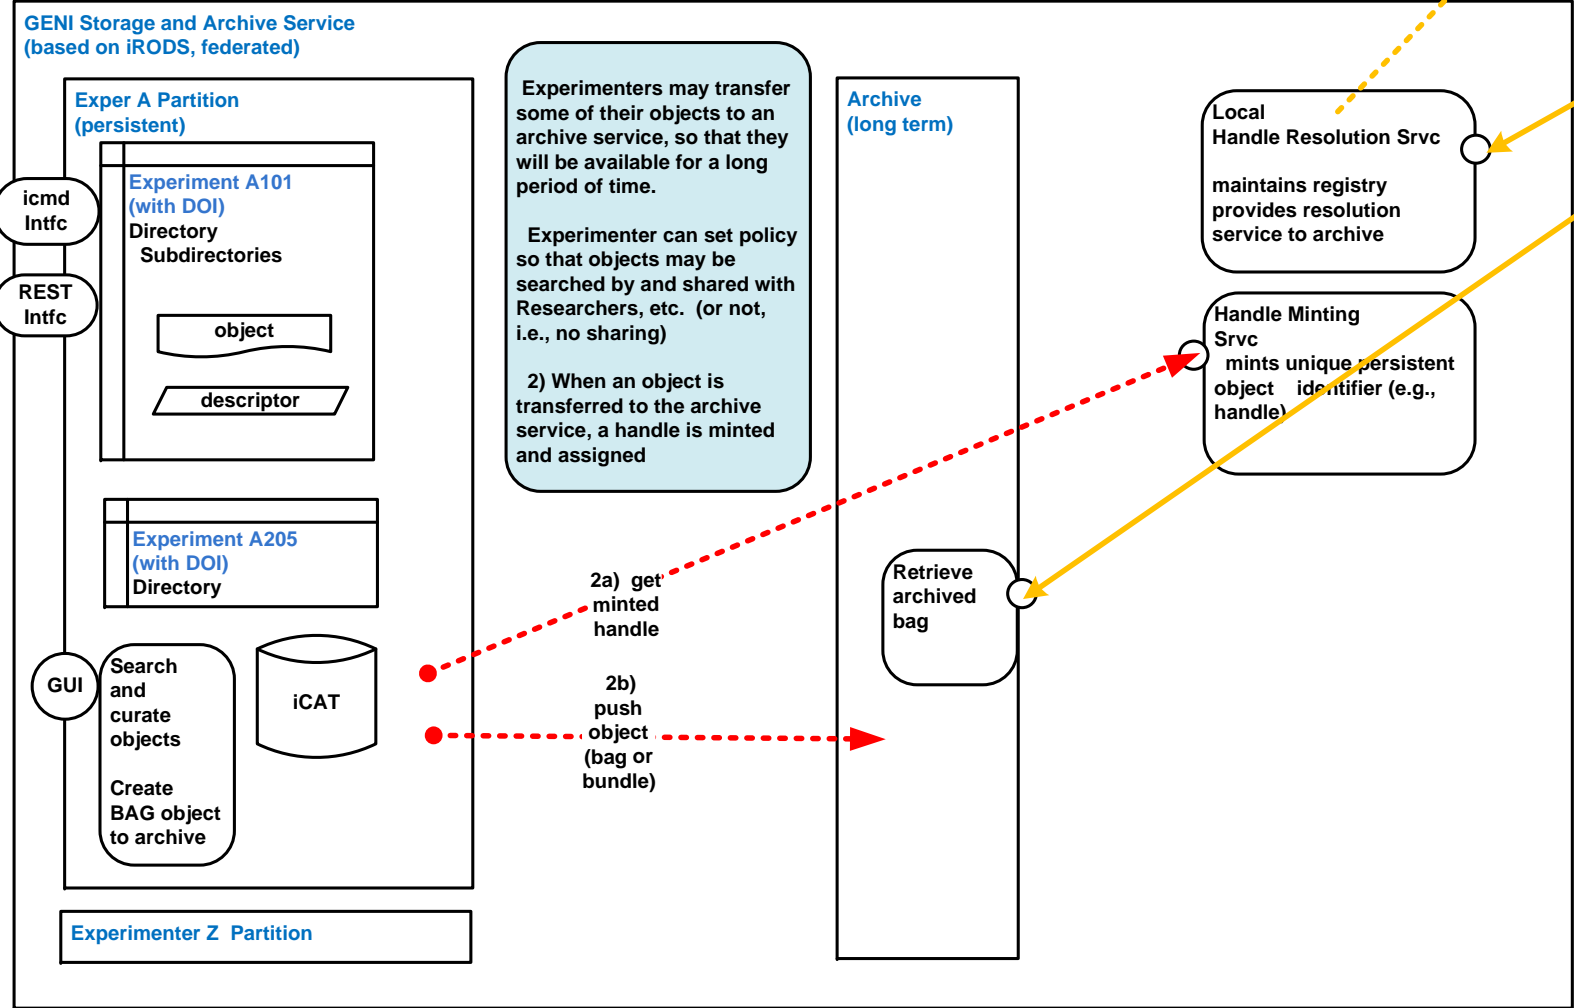 GENI Storage and Archive Service
(based on iRODS, federated)
Exper A Partition
(persistent)
Experiment A101
(with DOI)
Directory
Subdirectories
object
descriptor
icmd
Intfc
REST
Intfc
Experiment A205
(with DOI)
Directory
GUI
Search
and
curate
objects
Create
BAG object
to archive
iCAT
Experimenter Z Partition
Experimenters may transfer
some of their objects to an
archive service, so that they
will be available for a long
period of time.
Experimenter can set policy
so that objects may be
searched by and shared with
Researchers, etc. (or not,
i.e., no sharing)
2) When an object is
transferred to the archive
service, a handle is minted
and assigned
2a) get
minted
handle
2b)
push
object
(bag or
bundle)
Archive
(long term)
Retrieve
archived
bag
Local
Handle Resolution Srvc
maintains registry
provides resolution
service to archive
Handle Minting
Srvc
mints unique persistent
object identifier (e.g.,
handle)